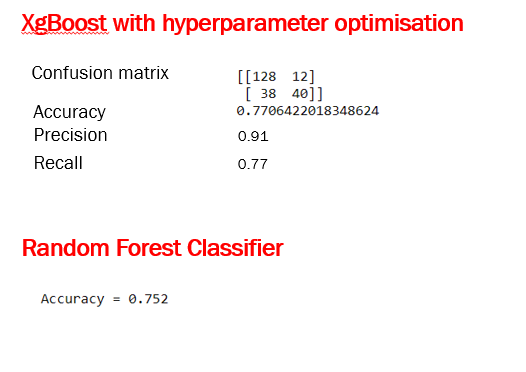 XgBoost with hyperparameter optimisation
Confusion matrix
[[128  12]
 [ 38  40]]
Accuracy 0.7706422018348624
Precision 0.91
Recall 0.77
Random Forest Classifier
Accuracy = 0.752